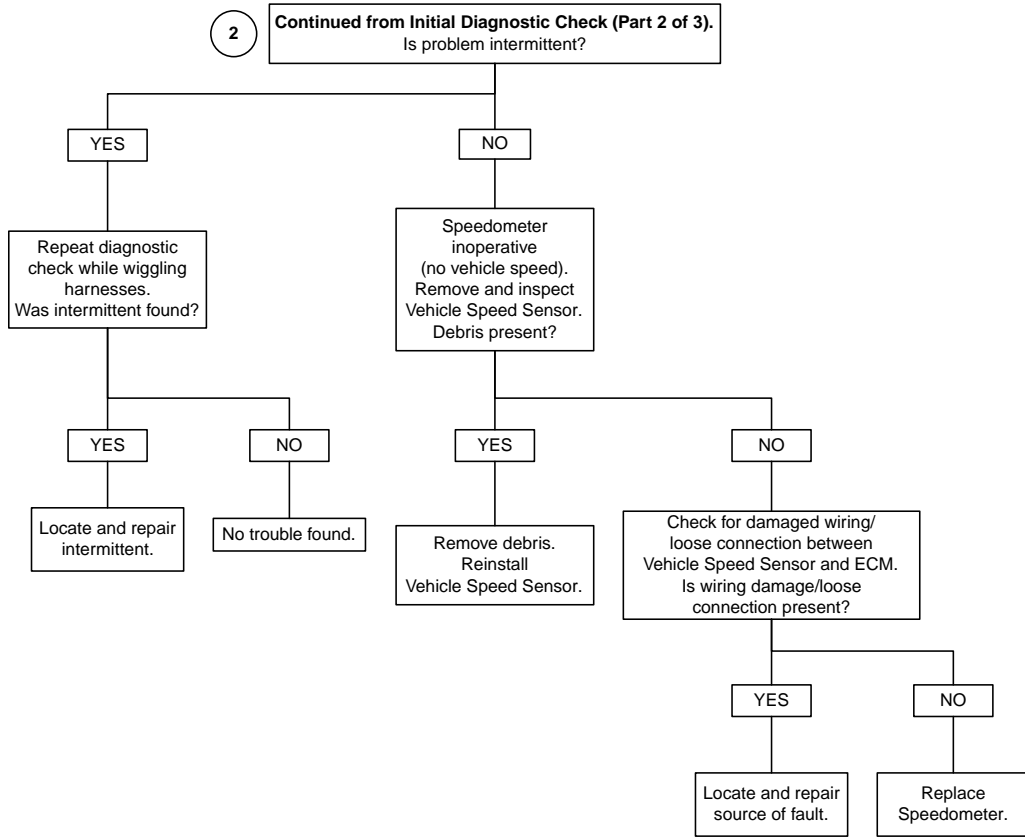 2
Continued from Initial Diagnostic Check (Part 2 of 3).
Is problem intermittent?
YES
NO
Repeat diagnostic
check while wiggling
harnesses.
Was intermittent found?
Speedometer
inoperative
(no vehicle speed).
Remove and inspect
Vehicle Speed Sensor.
Debris present?
YES
NO
YES
NO
Locate and repair
intermittent.
No trouble found.
Remove debris.
Reinstall
Vehicle Speed Sensor.
Check for damaged wiring/
loose connection between
Vehicle Speed Sensor and ECM.
Is wiring damage/loose
connection present?
YES
NO
Locate and repair
source of fault.
Replace
Speedometer.